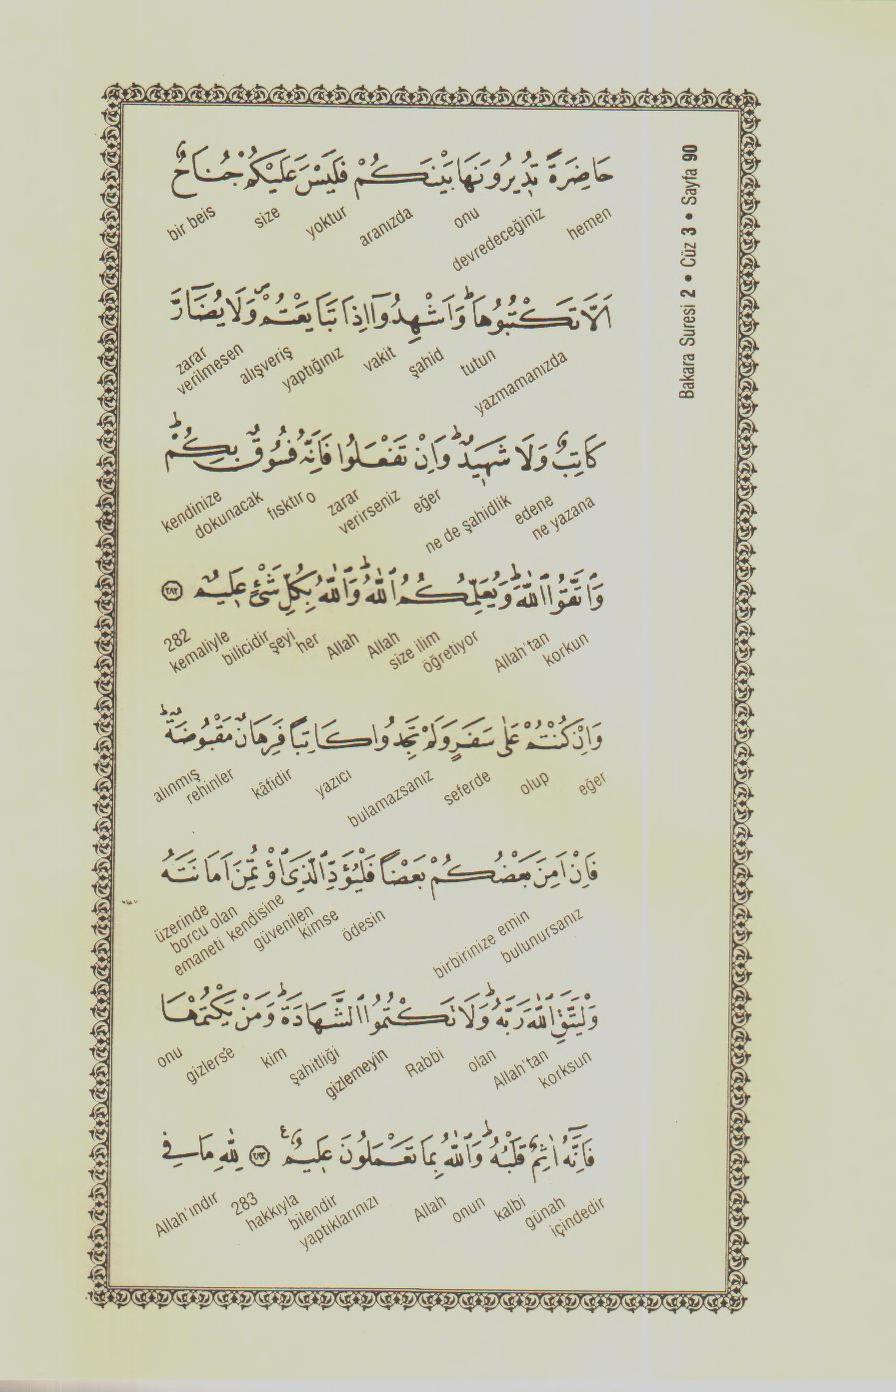 Bakara Suresi 2 • Cüz 3 • Sayfa 90
حَاضِرَةً تُدٖيرُونَهَا بَيْنَكُمْ فَلَيْسَ عَلَيْكُمْ جُنَاحٌ
hemen devredeceğiniz onu aranızda yoktur size bir beis
اَلَّا تَكْتُبُوهَاؕ وَاَشْهِدُٓوا اِذَا تَبَايَعْتُمْࣕ وَلَا يُضَٓارَّ
yazmamanızda tutun şahid vakit yaptığınız alışveriş zarar verilmesen
كَاتِبٌ وَلَا شَهٖيدٌؕ وَاِنْ تَفْعَلُوا فَاِنَّهُ فُسُوقٌ بِكُمْؕ
ne yazana edene ne de şahidlik eğer verirseniz zarar o fısktır dokunacak kendinize
وَاتَّقُوا اللّٰهَؕ وَيُعَلِّمُكُمُ اللّٰهُؕ وَاللّٰهُ بِكُلِّ شَيْءٍ عَلٖيمٌ ﴿٢٨٢﴾
korkun Allah'tan öğretiyor size ilim Allah Allah her şeyi bilicidir kemaliyle 282
وَاِنْ كُنْتُمْ عَلٰى سَفَرٍ وَلَمْ تَجِدُوا كَاتِبًا فَرِهَانٌ مَقْبُوضَةٌؕ
eğer olup seferde bulamazsanız yazıcı kâfidir rehinler alınmış
فَاِنْ اَمِنَ بَعْضُكُمْ بَعْضًا فَلْيُؤَدِّ الَّذِي اؤْتُمِنَ اَمَانَتَهُ
bulunursanız birbirinize emin ödesin kimse güvenilen emaneti kendisine borcu olan üzerinde
وَلْيَتَّقِ اللّٰهَ رَبَّهُؕ وَلَا تَكْتُمُوا الشَّهَادَةَؕ وَمَنْ يَكْتُمْهَا
korksun Allah'tan olan Rabbi gizlemeyin şahitliği kim gizlerse onu
فَاِنَّهُٓ اٰثِمٌ قَلْبُهُؕ وَاللّٰهُ بِمَا تَعْمَلُونَ عَلٖيمٌࣖ ﴿٢٨٣﴾ لِلّٰهِ مَا فِي
içindedir günah kalbi onun Allah yaptıklarınızı bilendir hakkıyla 283 Allah'ındır